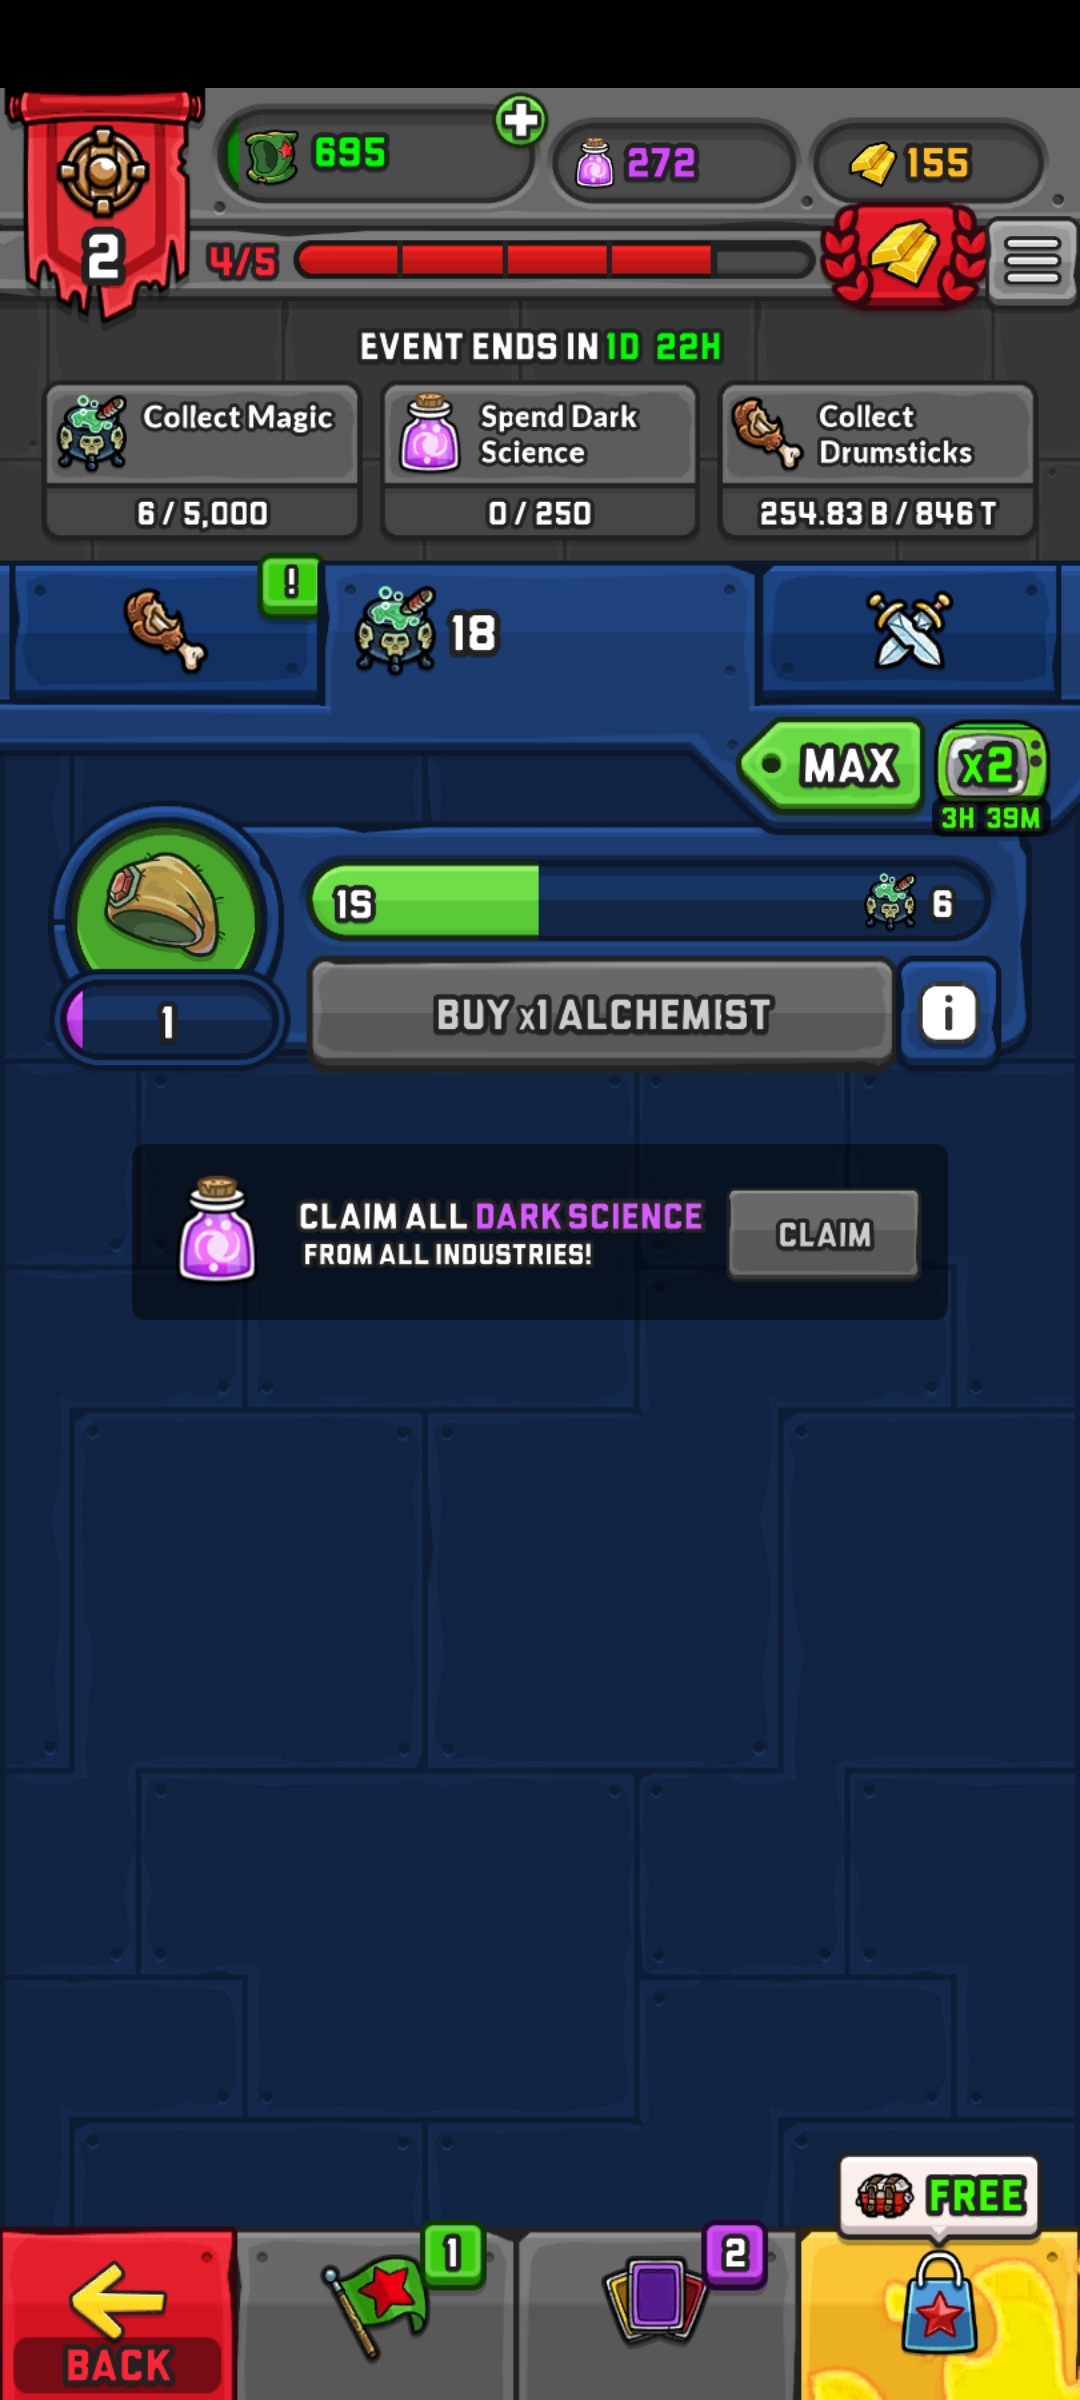 695
272
155
2
4/5
EVENT ENDS IN 1D 22H
Collect Magic
6 / 5,000
Spend Dark
Science
0 / 250
Collect
Drumsticks
254.83 B / 846 T
!
18
MAX
x2
3H 39M
1S
6
1
BUY x1 ALCHEMIST
i
CLAIM ALL DARK SCIENCE
FROM ALL INDUSTRIES!
CLAIM
FREE
1
2
BACK